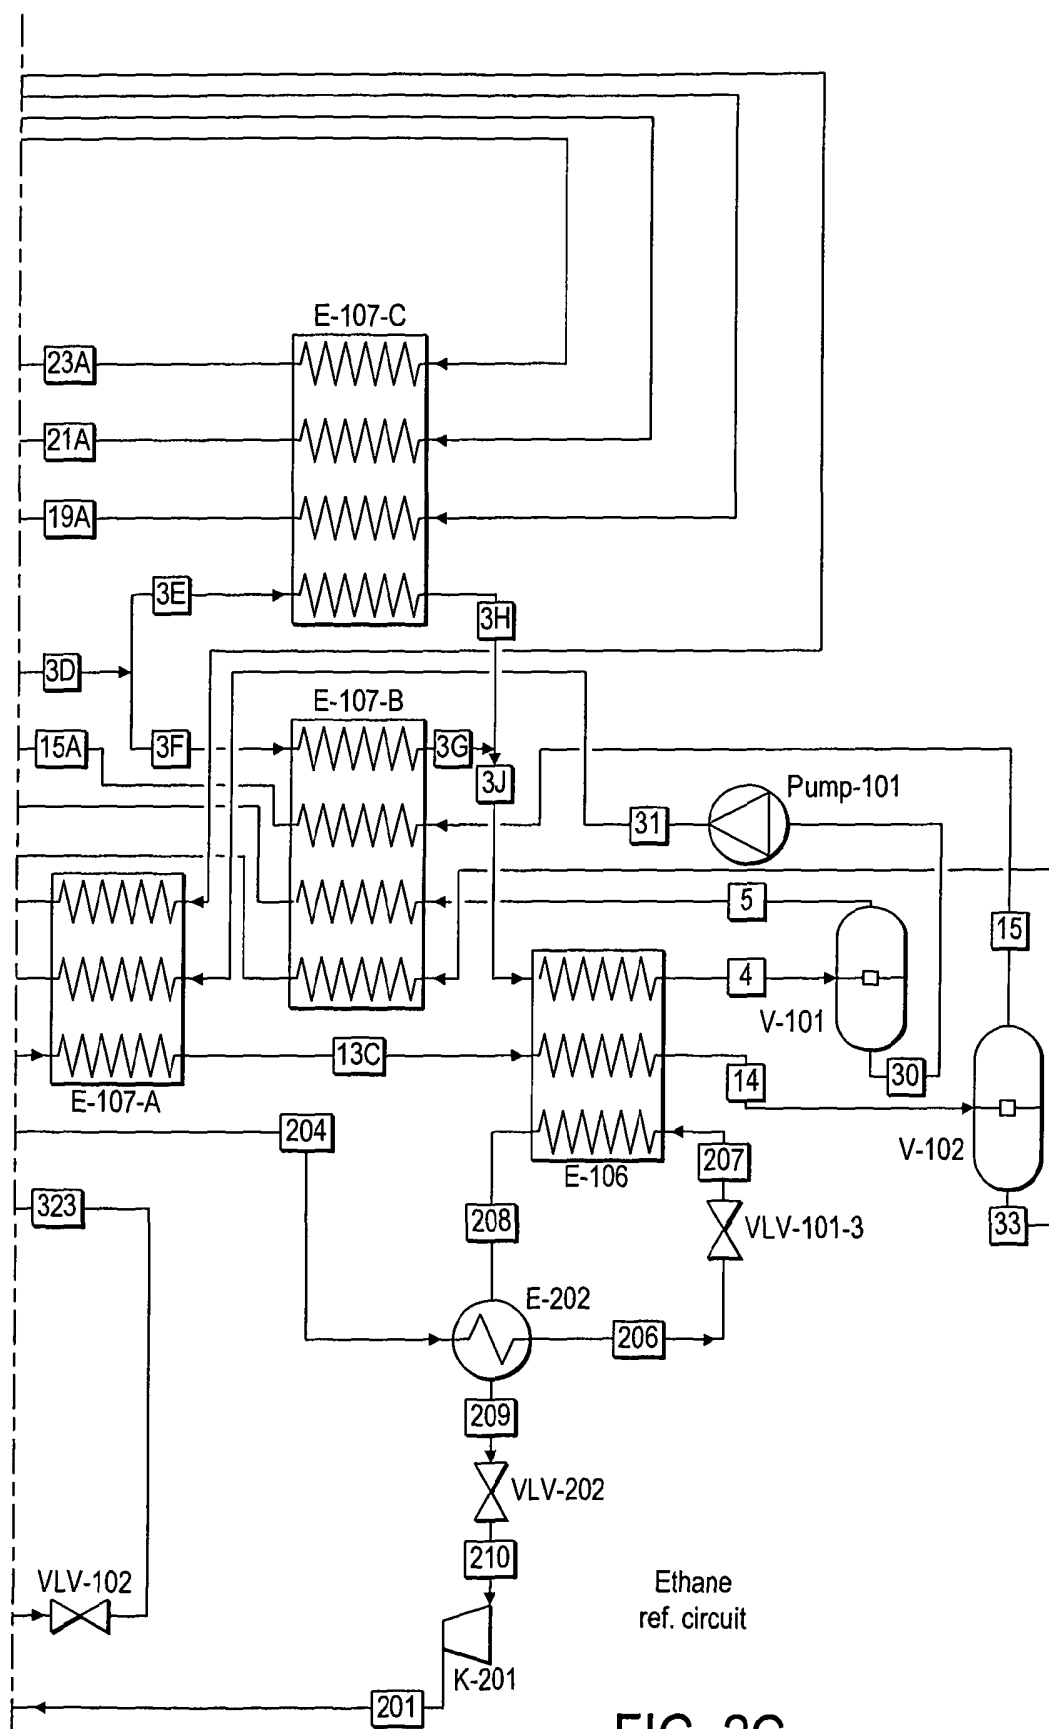 E-107-C
23A
21A
19A
3E
3H
3D
E-107-B
15A
3F
3G
3J
Pump-101
31
5
15
4
V-101
13C
14
30
E-107-A
204
V-102
207
E-106
323
208
VLV-101-3
33
E-202
206
209
VLV-202
210
VLV-102
Ethane
ref. circuit
K-201
201